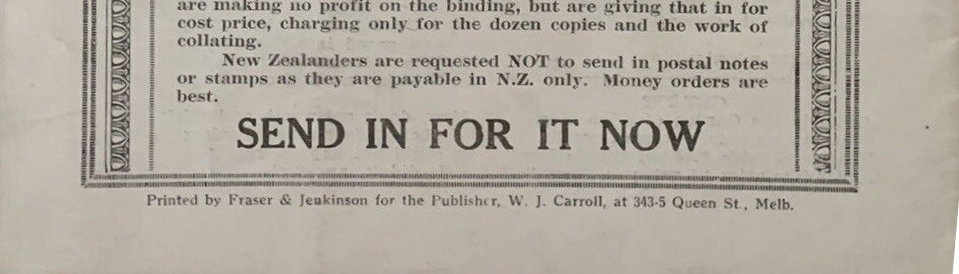 are making no profit on the binding, but are giving that in for
cost price, charging only for the dozen copies and the work of
collating.
New Zealanders are requested NOT to send in postal notes
or stamps as they are payable in N.Z. only. Money orders are
best.
SEND IN FOR IT NOW
Printed by Fraser & Jenkinson for the Publisher, W. J. Carroll, at 343-5 Queen St., Melb.